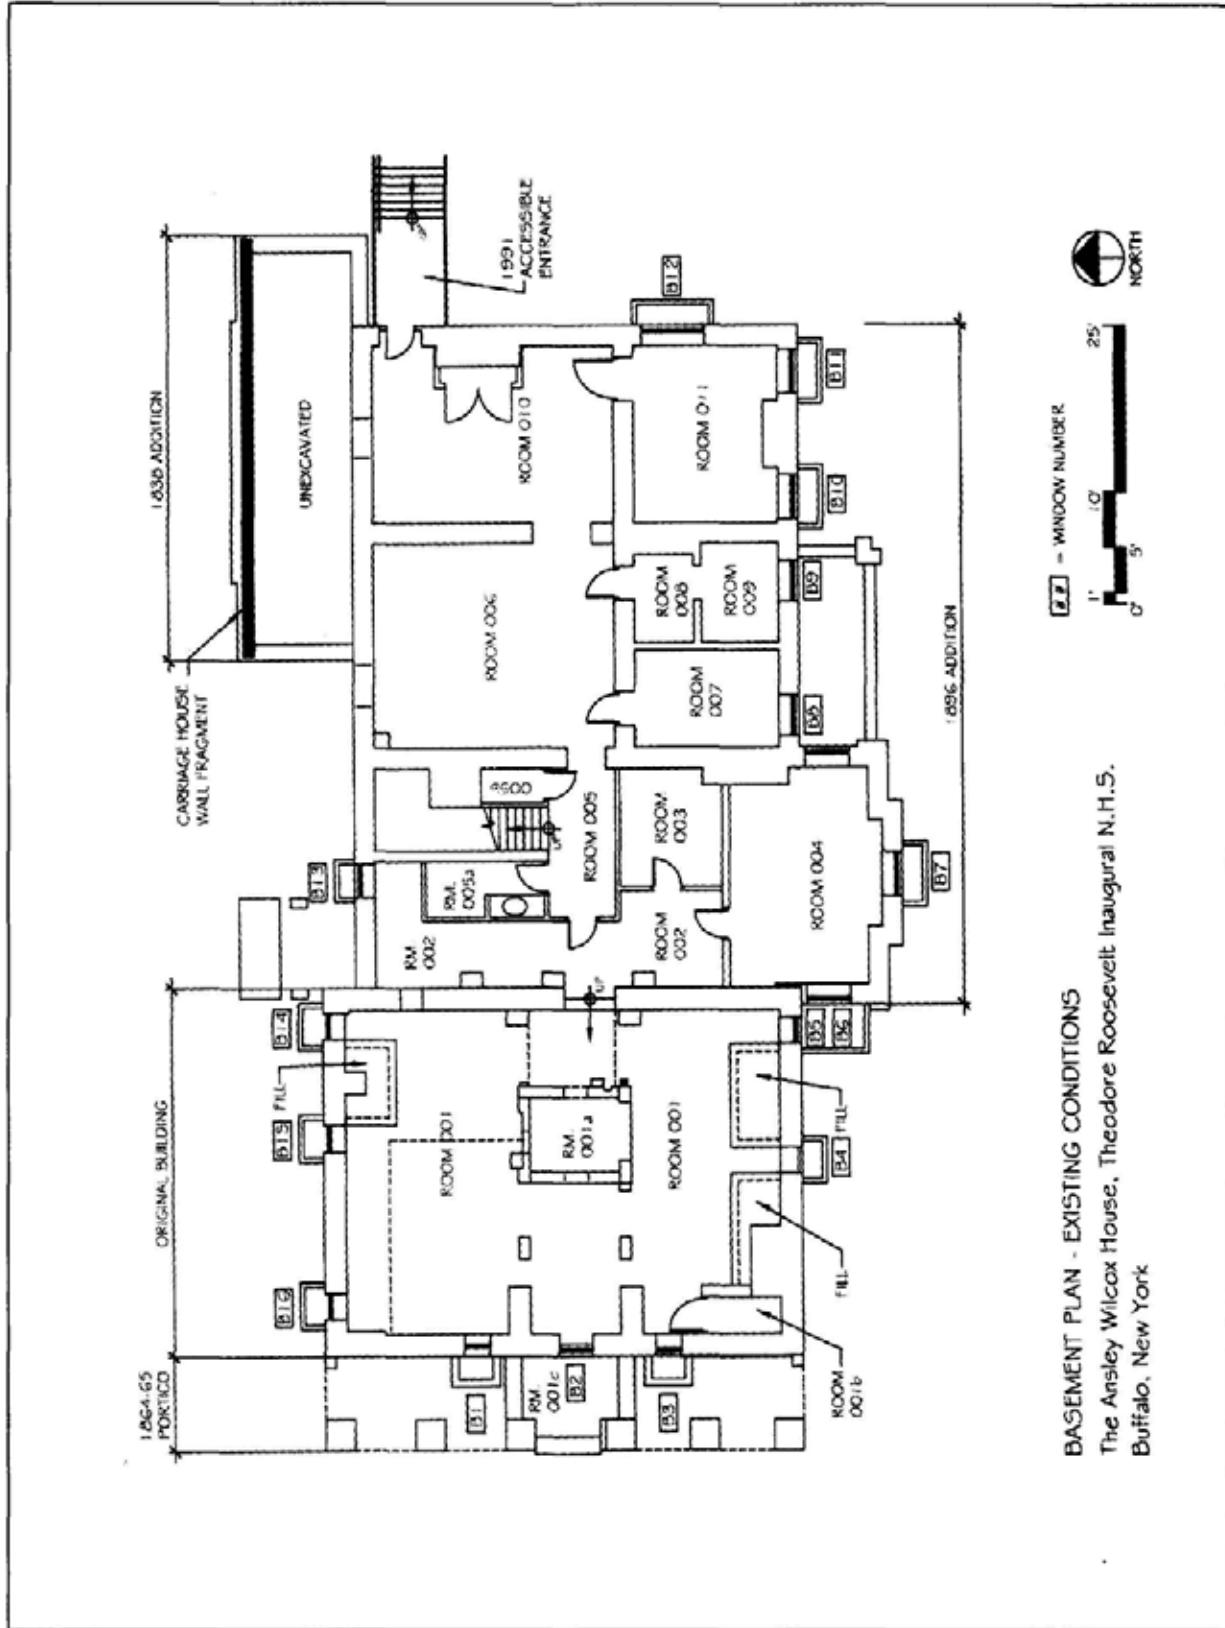 1838 ADDITION
CARRIAGE HOUSE
WALL FRAGMENT
UNEXCAVATED
1991
ACCESSIBLE
ENTRANCE
UP
1864-65
PORTICO
ORIGINAL BUILDING
B16
B15
FILL
B14
B13
RM.
002
RM.
005a
005b
UP
ROOM 006
ROOM 010
B12
B1
RM.
001c
B2
B3
ROOM 001
RM.
001a
ROOM 001
UP
ROOM 005
ROOM
002
ROOM
003
ROOM
007
ROOM
008
ROOM
009
ROOM 011
ROOM
001b
FILL
B4
FILL
B5
B6
ROOM 004
B7
B8
B9
B10
B11
1896 ADDITION
BASEMENT PLAN - EXISTING CONDITIONS
The Ansley Wilcox House, Theodore Roosevelt Inaugural N.H.S.
Buffalo, New York
## = WINDOW NUMBER
1' 10' 25'
0' 5'
NORTH